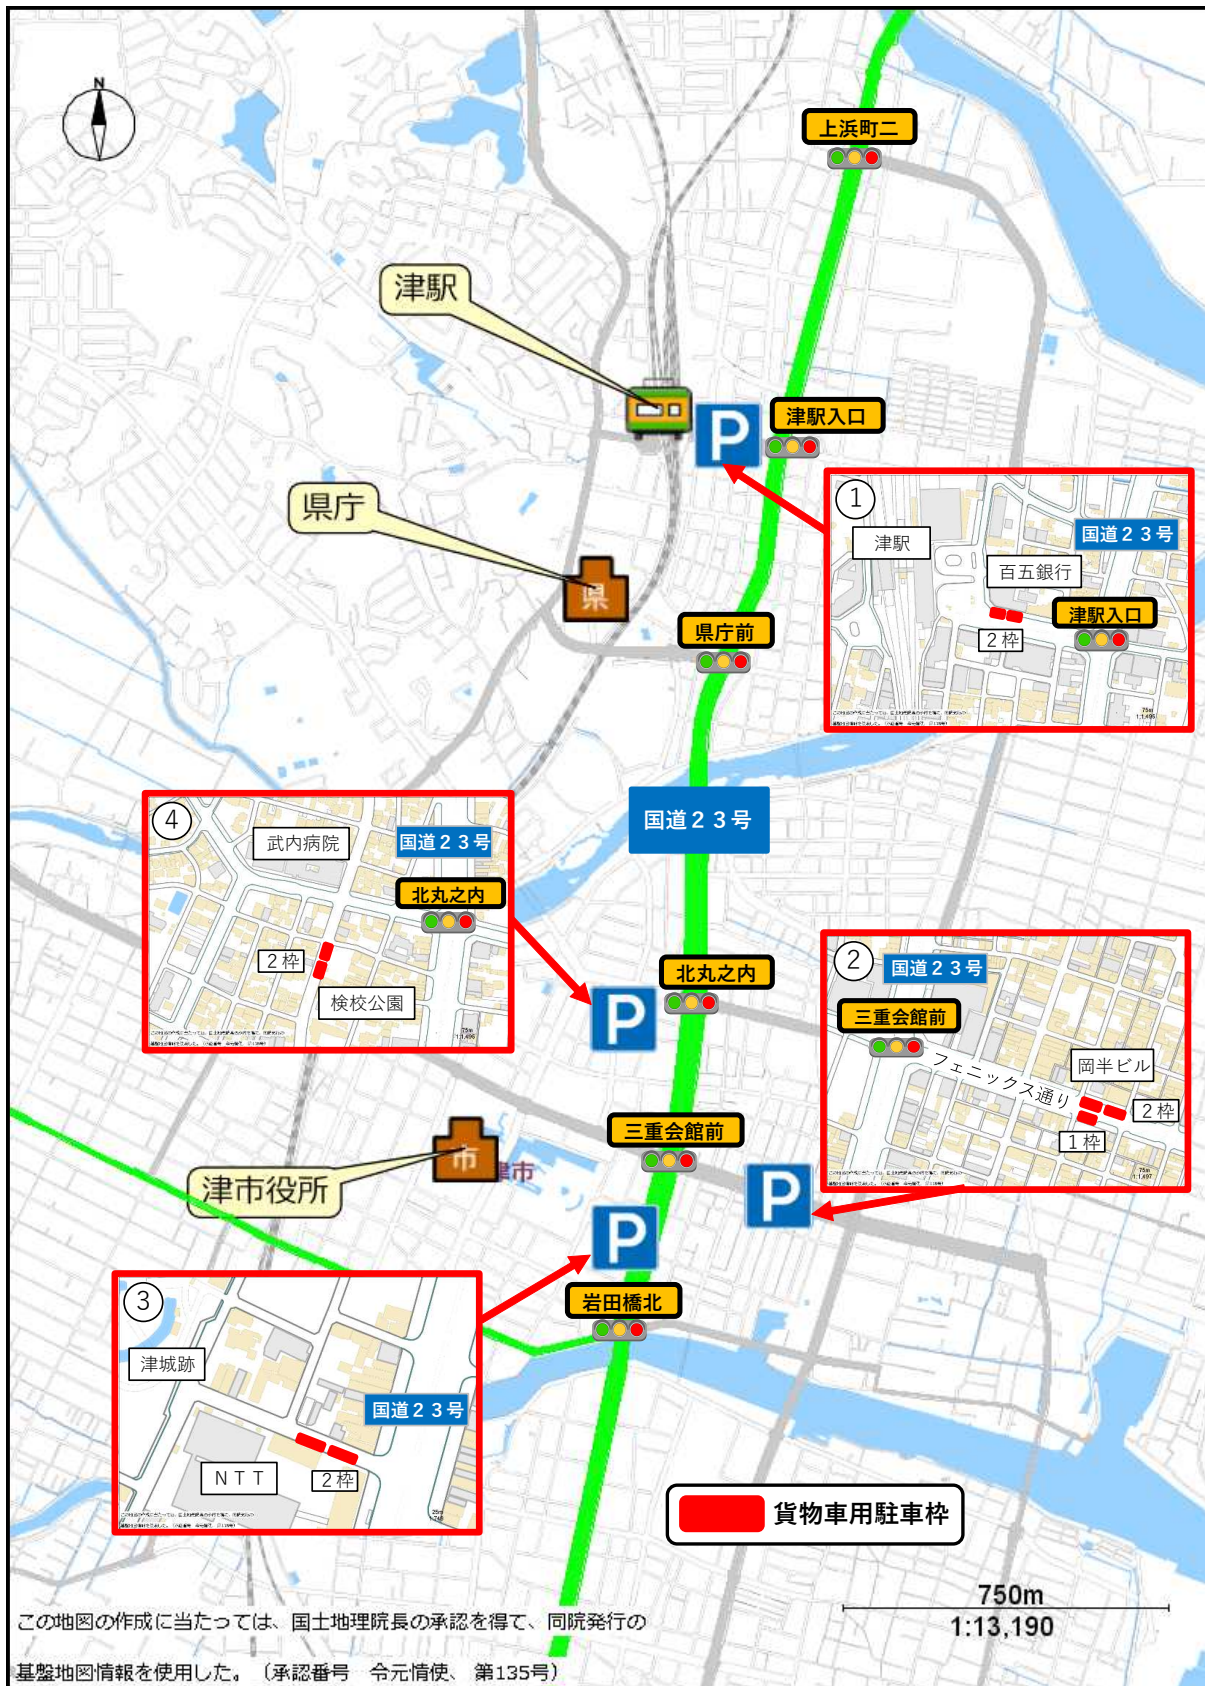 N
上浜町二
津駅
津駅入口
県庁
県
県庁前
①
国道２３号
津駅
百五銀行
津駅入口
２枠
75m
国道２３号
④
武内病院
国道２３号
北丸之内
２枠
検校公園
75m
北丸之内
②
国道２３号
三重会館前
フェニックス通り
岡半ビル
２枠
１枠
75m
三重会館前
市
津市
津市役所
岩田橋北
③
津城跡
国道２３号
ＮＴＴ
２枠
25m
貨物車用駐車枠
750m
1:13,190
この地図の作成に当たっては、国土地理院長の承認を得て、同院発行の
基盤地図情報を使用した。（承認番号　令元情使、 第135号）
P
P
P
P